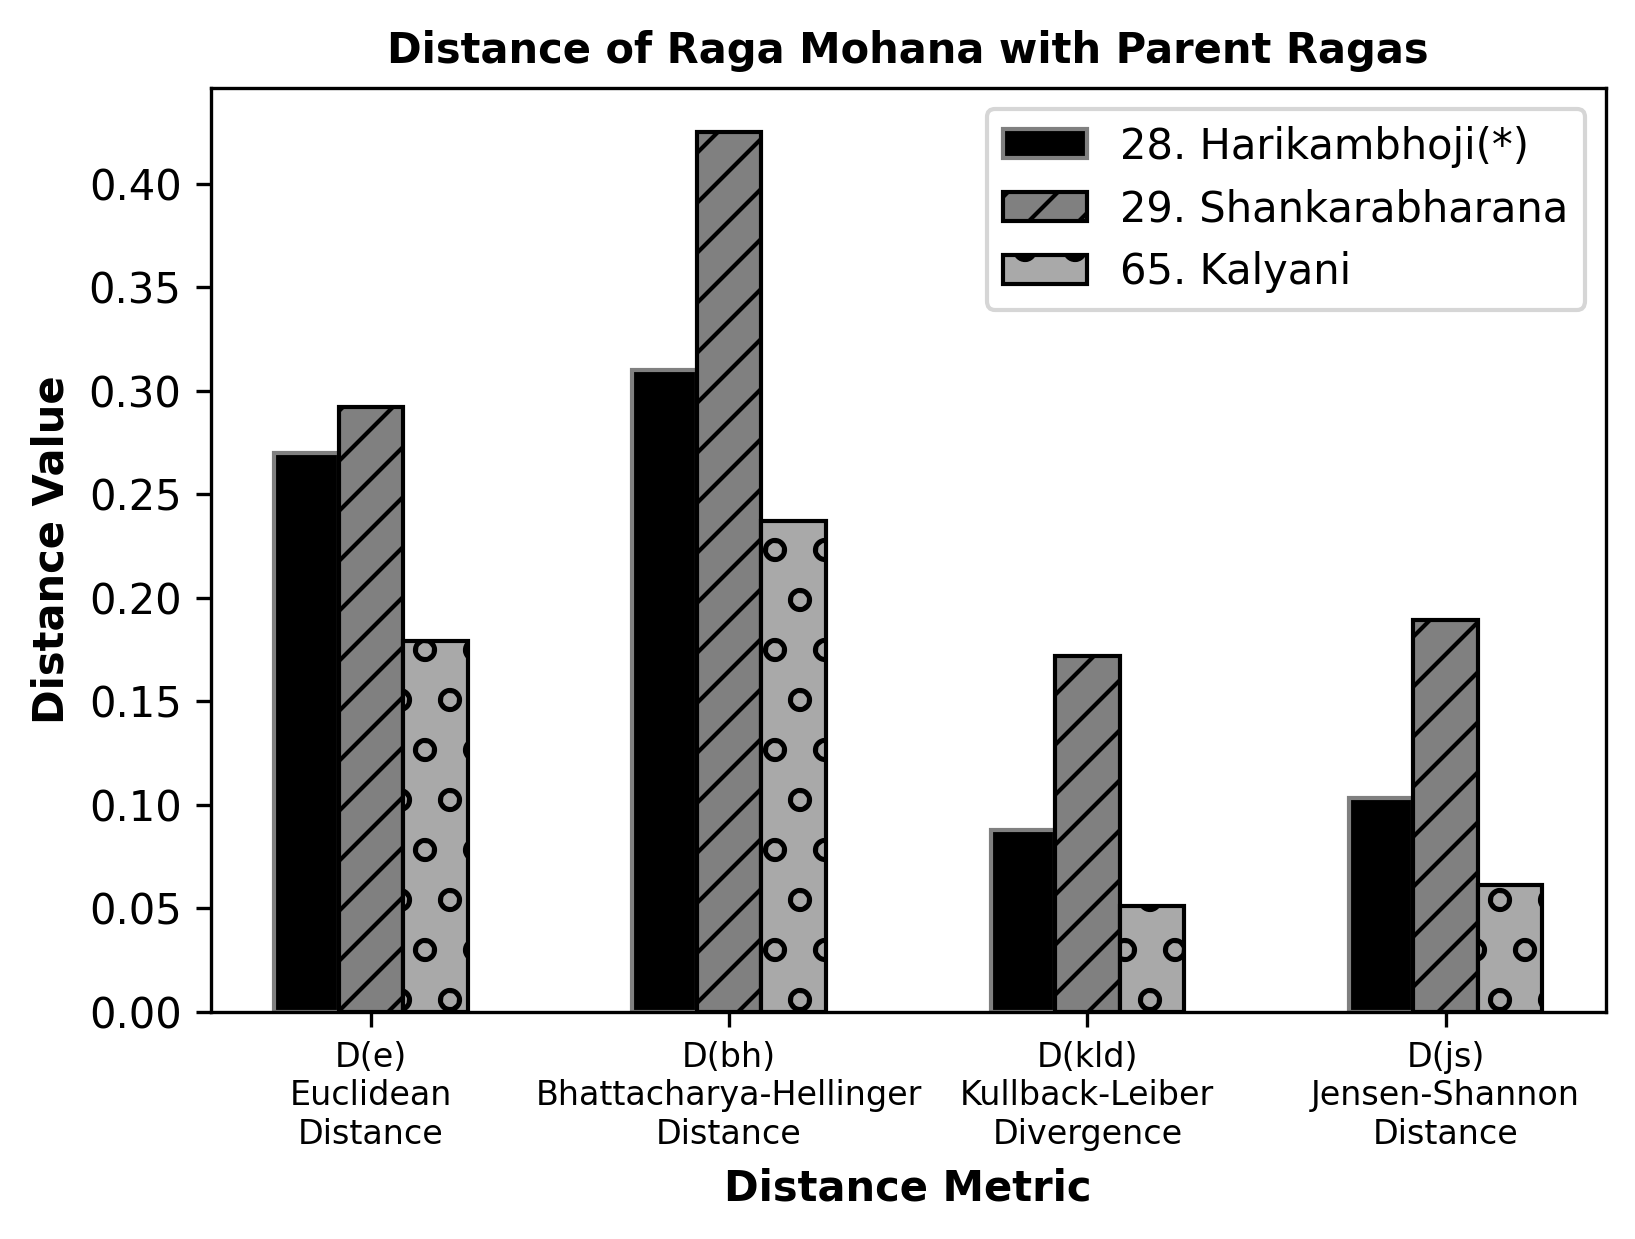 Distance of Raga Mohana with Parent Ragas
28. Harikambhoji(*)
29. Shankarabharana
65. Kalyani
Distance Value
0.40
0.35
0.30
0.25
0.20
0.15
0.10
0.05
0.00
D(e)
Euclidean
Distance
D(bh)
Bhattacharya-Hellinger
Distance
D(kld)
Kullback-Leiber
Divergence
D(js)
Jensen-Shannon
Distance
Distance Metric